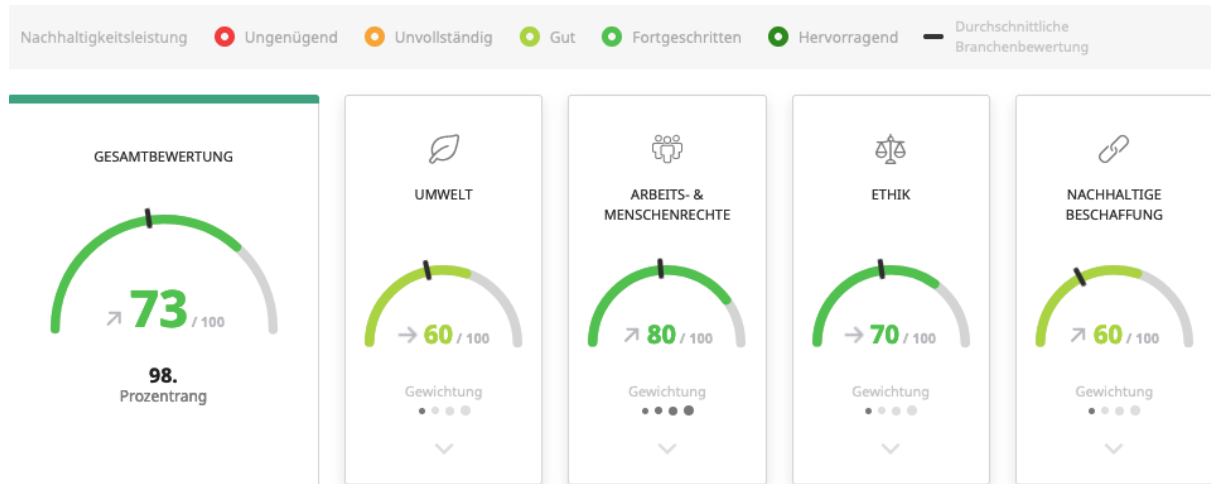 Nachhaltigkeitsleistung Ungenügend Unvollständig Gut Fortgeschritten Hervorragend Durchschnittliche
Branchenbewertung
GESAMTBEWERTUNG
73 / 100
98.
Prozentrang
UMWELT
60 / 100
Gewichtung
ARBEITS- &
MENSCHENRECHTE
80 / 100
Gewichtung
ETHIK
70 / 100
Gewichtung
NACHHALTIGE
BESCHAFFUNG
60 / 100
Gewichtung